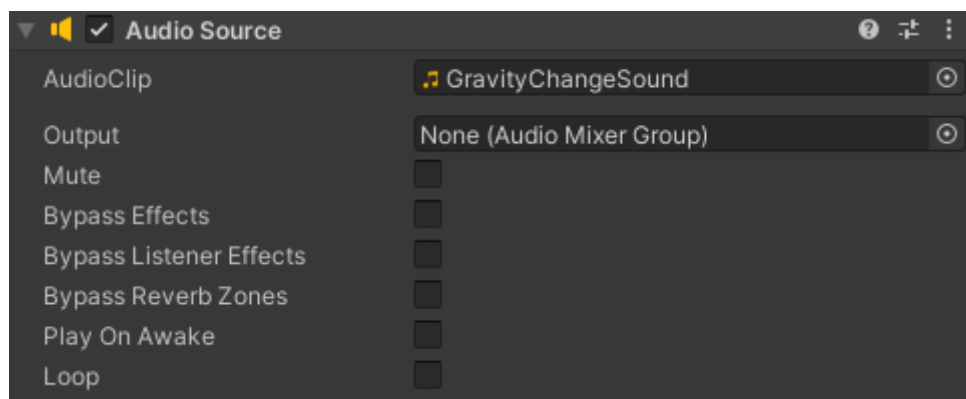 Audio Source
AudioClip GravityChangeSound
Output None (Audio Mixer Group)
Mute
Bypass Effects
Bypass Listener Effects
Bypass Reverb Zones
Play On Awake
Loop